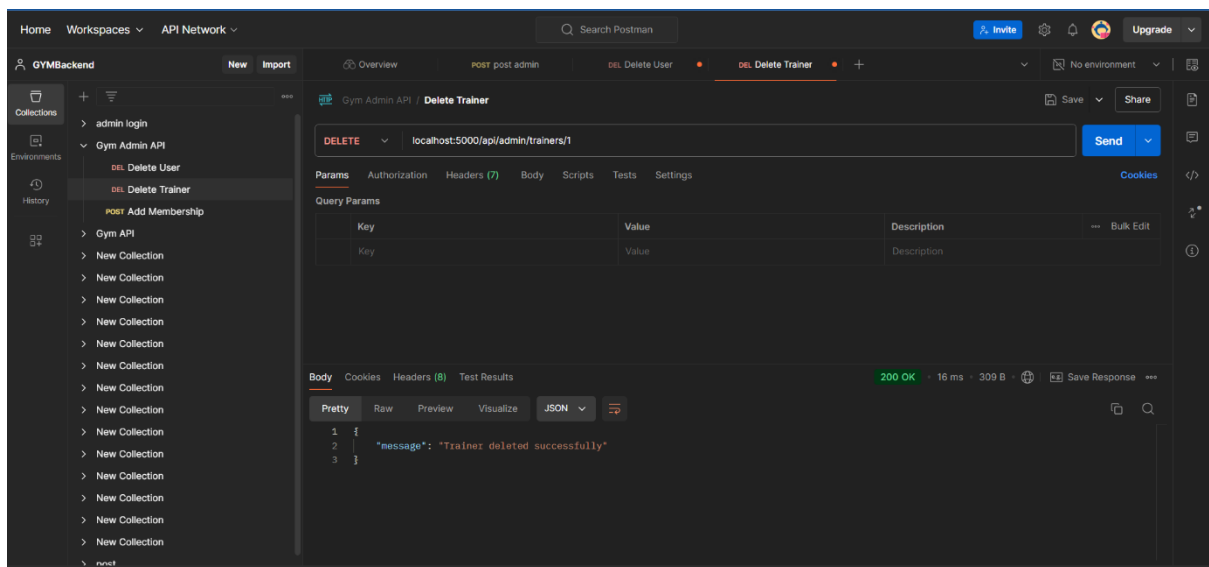 Home Workspaces API Network Search Postman Invite Upgrade
GYMBackend New Import Overview POST post admin DEL Delete User DEL Delete Trainer No environment
Collections
Environments
History
admin login
Gym Admin API
DEL Delete User
DEL Delete Trainer
POST Add Membership
Gym API
New Collection
New Collection
New Collection
New Collection
New Collection
New Collection
New Collection
New Collection
New Collection
New Collection
New Collection
New Collection
New Collection
New Collection
post
HTTP Gym Admin API / Delete Trainer Save Share
DELETE localhost:5000/api/admin/trainers/1 Send
Params Authorization Headers (7) Body Scripts Tests Settings Cookies
Query Params
Key Value Description Bulk Edit
Key Value Description
Body Cookies Headers (8) Test Results 200 OK 16 ms 309 B Save Response
Pretty Raw Preview Visualize JSON
1 {
2 "message": "Trainer deleted successfully"
3 }